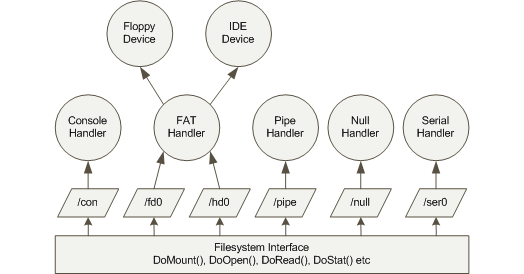 Floppy
Device
IDE
Device
Console
Handler
FAT
Handler
Pipe
Handler
Null
Handler
Serial
Handler
/con
/fd0
/hd0
/pipe
/null
/ser0
Filesystem Interface
DoMount(), DoOpen(), DoRead(), DoStat() etc